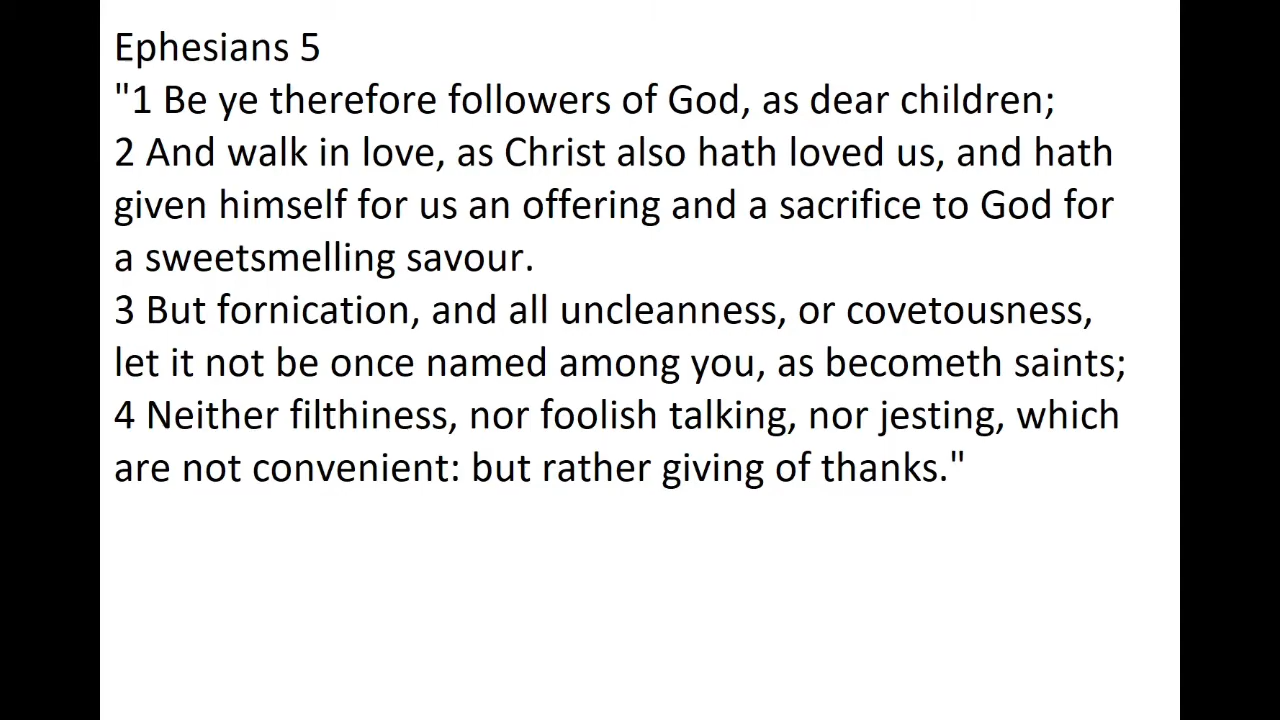 Ephesians 5
"1 Be ye therefore followers of God, as dear children;
2 And walk in love, as Christ also hath loved us, and hath
given himself for us an offering and a sacrifice to God for
a sweetsmelling savour.
3 But fornication, and all uncleanness, or covetousness,
let it not be once named among you, as becometh saints;
4 Neither filthiness, nor foolish talking, nor jesting, which
are not convenient: but rather giving of thanks."